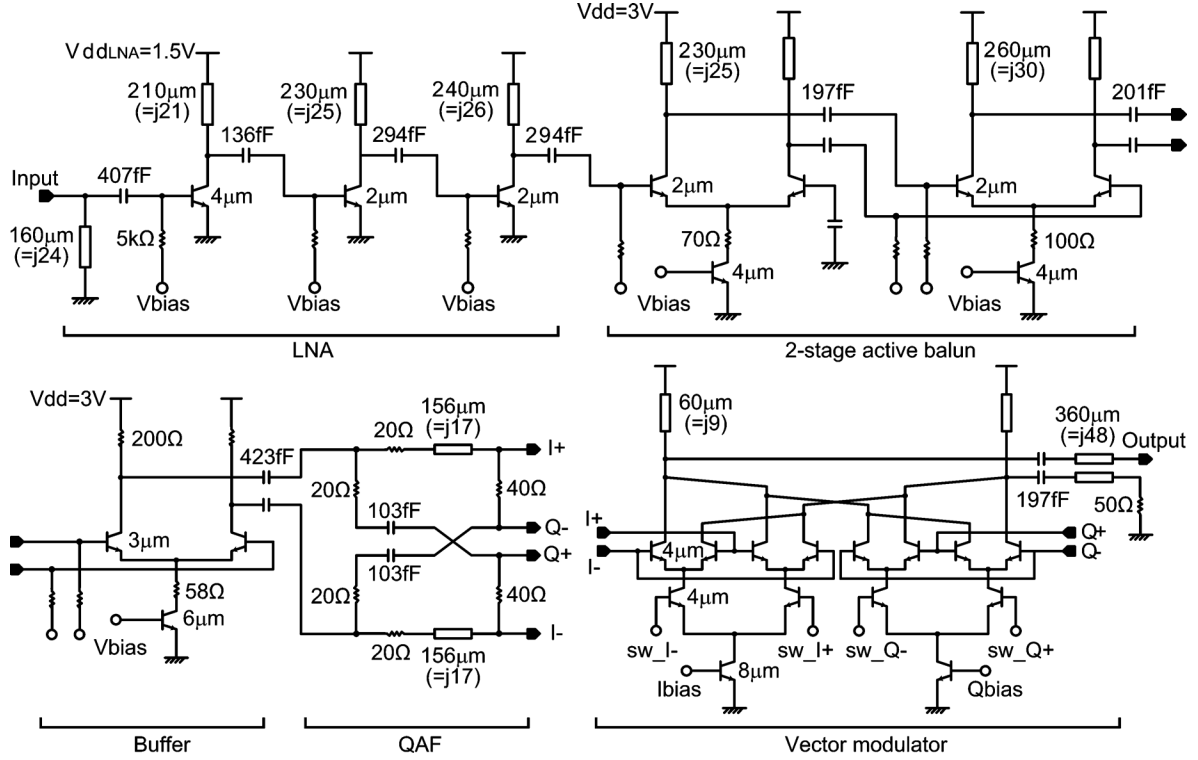 VddLNA=1.5V
210μm
(=j21)
230μm
(=j25)
240μm
(=j26)
136fF
294fF
294fF
Input
407fF
4μm
2μm
2μm
160μm
(=j24)
5kΩ
Vbias
Vbias
Vbias
LNA
Vdd=3V
230μm
(=j25)
260μm
(=j30)
197fF
201fF
2μm
2μm
70Ω
100Ω
4μm
4μm
Vbias
Vbias
2-stage active balun
Vdd=3V
200Ω
423fF
3μm
58Ω
6μm
Vbias
Buffer
156μm
(=j17)
20Ω
I+
20Ω
40Ω
103fF
Q-
Q+
103fF
20Ω
40Ω
I-
20Ω
156μm
(=j17)
QAF
60μm
(=j9)
360μm
(=j48)
Output
197fF
50Ω
I+
I-
4μm
Q+
Q-
4μm
sw_I-
sw_I+
sw_Q-
sw_Q+
Ibias
8μm
Qbias
Vector modulator